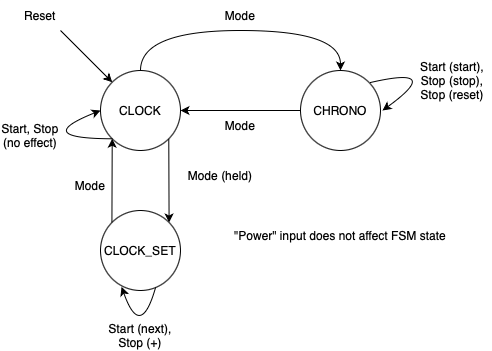 Reset
Mode
Start (start),
Stop (stop),
Stop (reset)
CLOCK
CHRONO
Mode
Start, Stop
(no effect)
Mode
Mode (held)
"Power" input does not affect FSM state
CLOCK_SET
Start (next),
Stop (+)